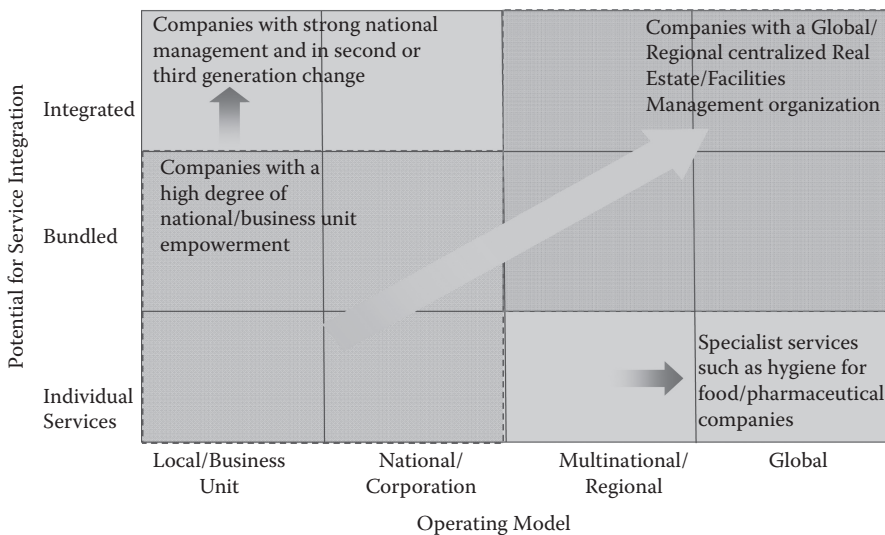 Companies with strong national
management and in second or
third generation change
Companies with a Global/
Regional centralized Real
Estate/Facilities
Management organization
Companies with a
high degree of
national/business unit
empowerment
Specialist services
such as hygiene for
food/pharmaceutical
companies
Potential for Service Integration
Integrated
Bundled
Individual
Services
Local/Business
Unit
National/
Corporation
Multinational/
Regional
Global
Operating Model